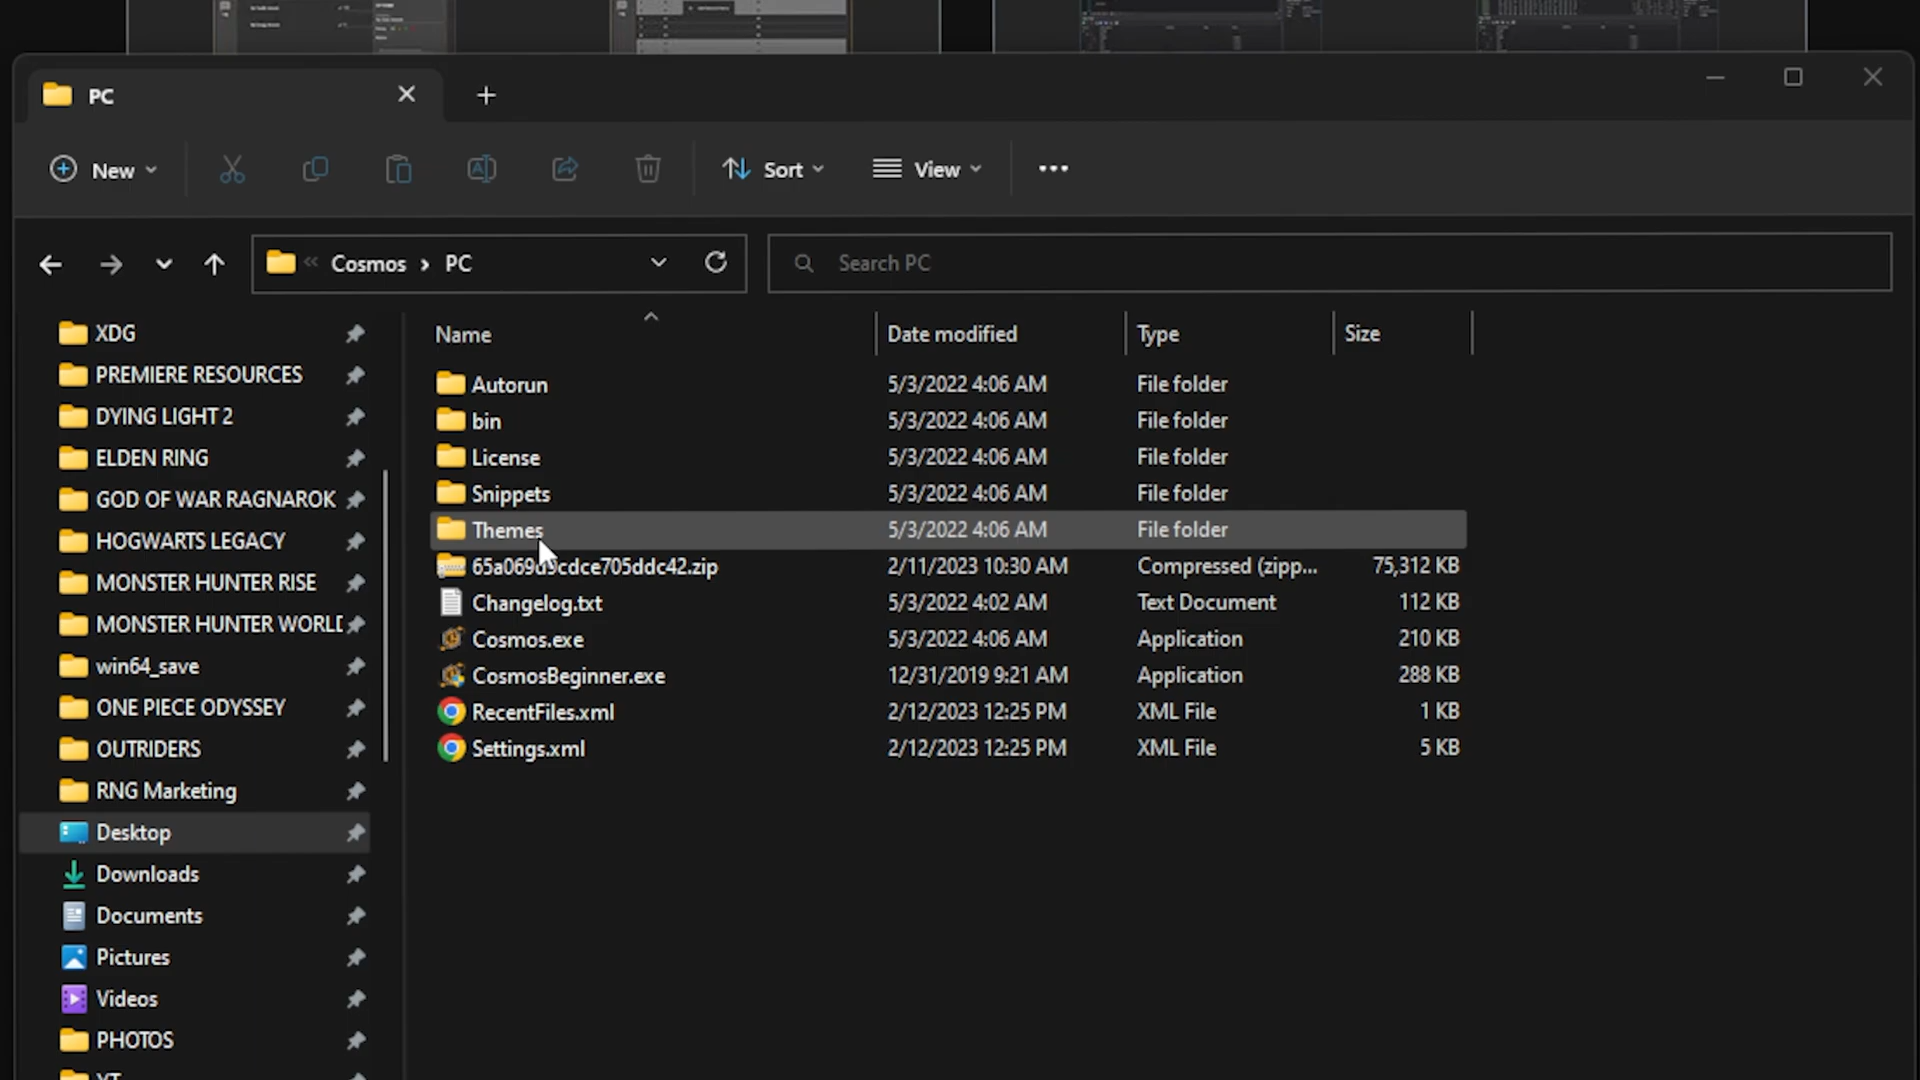 PC
New
Sort
View
Cosmos > PC
Search PC
Name Date modified Type Size
XDG
PREMIERE RESOURCES
DYING LIGHT 2
ELDEN RING
GOD OF WAR RAGNAROK
HOGWARTS LEGACY
MONSTER HUNTER RISE
MONSTER HUNTER WORLD
win64_save
ONE PIECE ODYSSEY
OUTRIDERS
RNG Marketing
Desktop
Downloads
Documents
Pictures
Videos
PHOTOS
Autorun 5/3/2022 4:06 AM File folder
bin 5/3/2022 4:06 AM File folder
License 5/3/2022 4:06 AM File folder
Snippets 5/3/2022 4:06 AM File folder
Themes 5/3/2022 4:06 AM File folder
2/11/2023 10:30 AM Compressed (zipp... 75,312 KB
Changelog.txt 5/3/2022 4:02 AM Text Document 112 KB
Cosmos.exe 5/3/2022 4:06 AM Application 210 KB
CosmosBeginner.exe 12/31/2019 9:21 AM Application 288 KB
RecentFiles.xml 2/12/2023 12:25 PM XML File 1 KB
Settings.xml 2/12/2023 12:25 PM XML File 5 KB